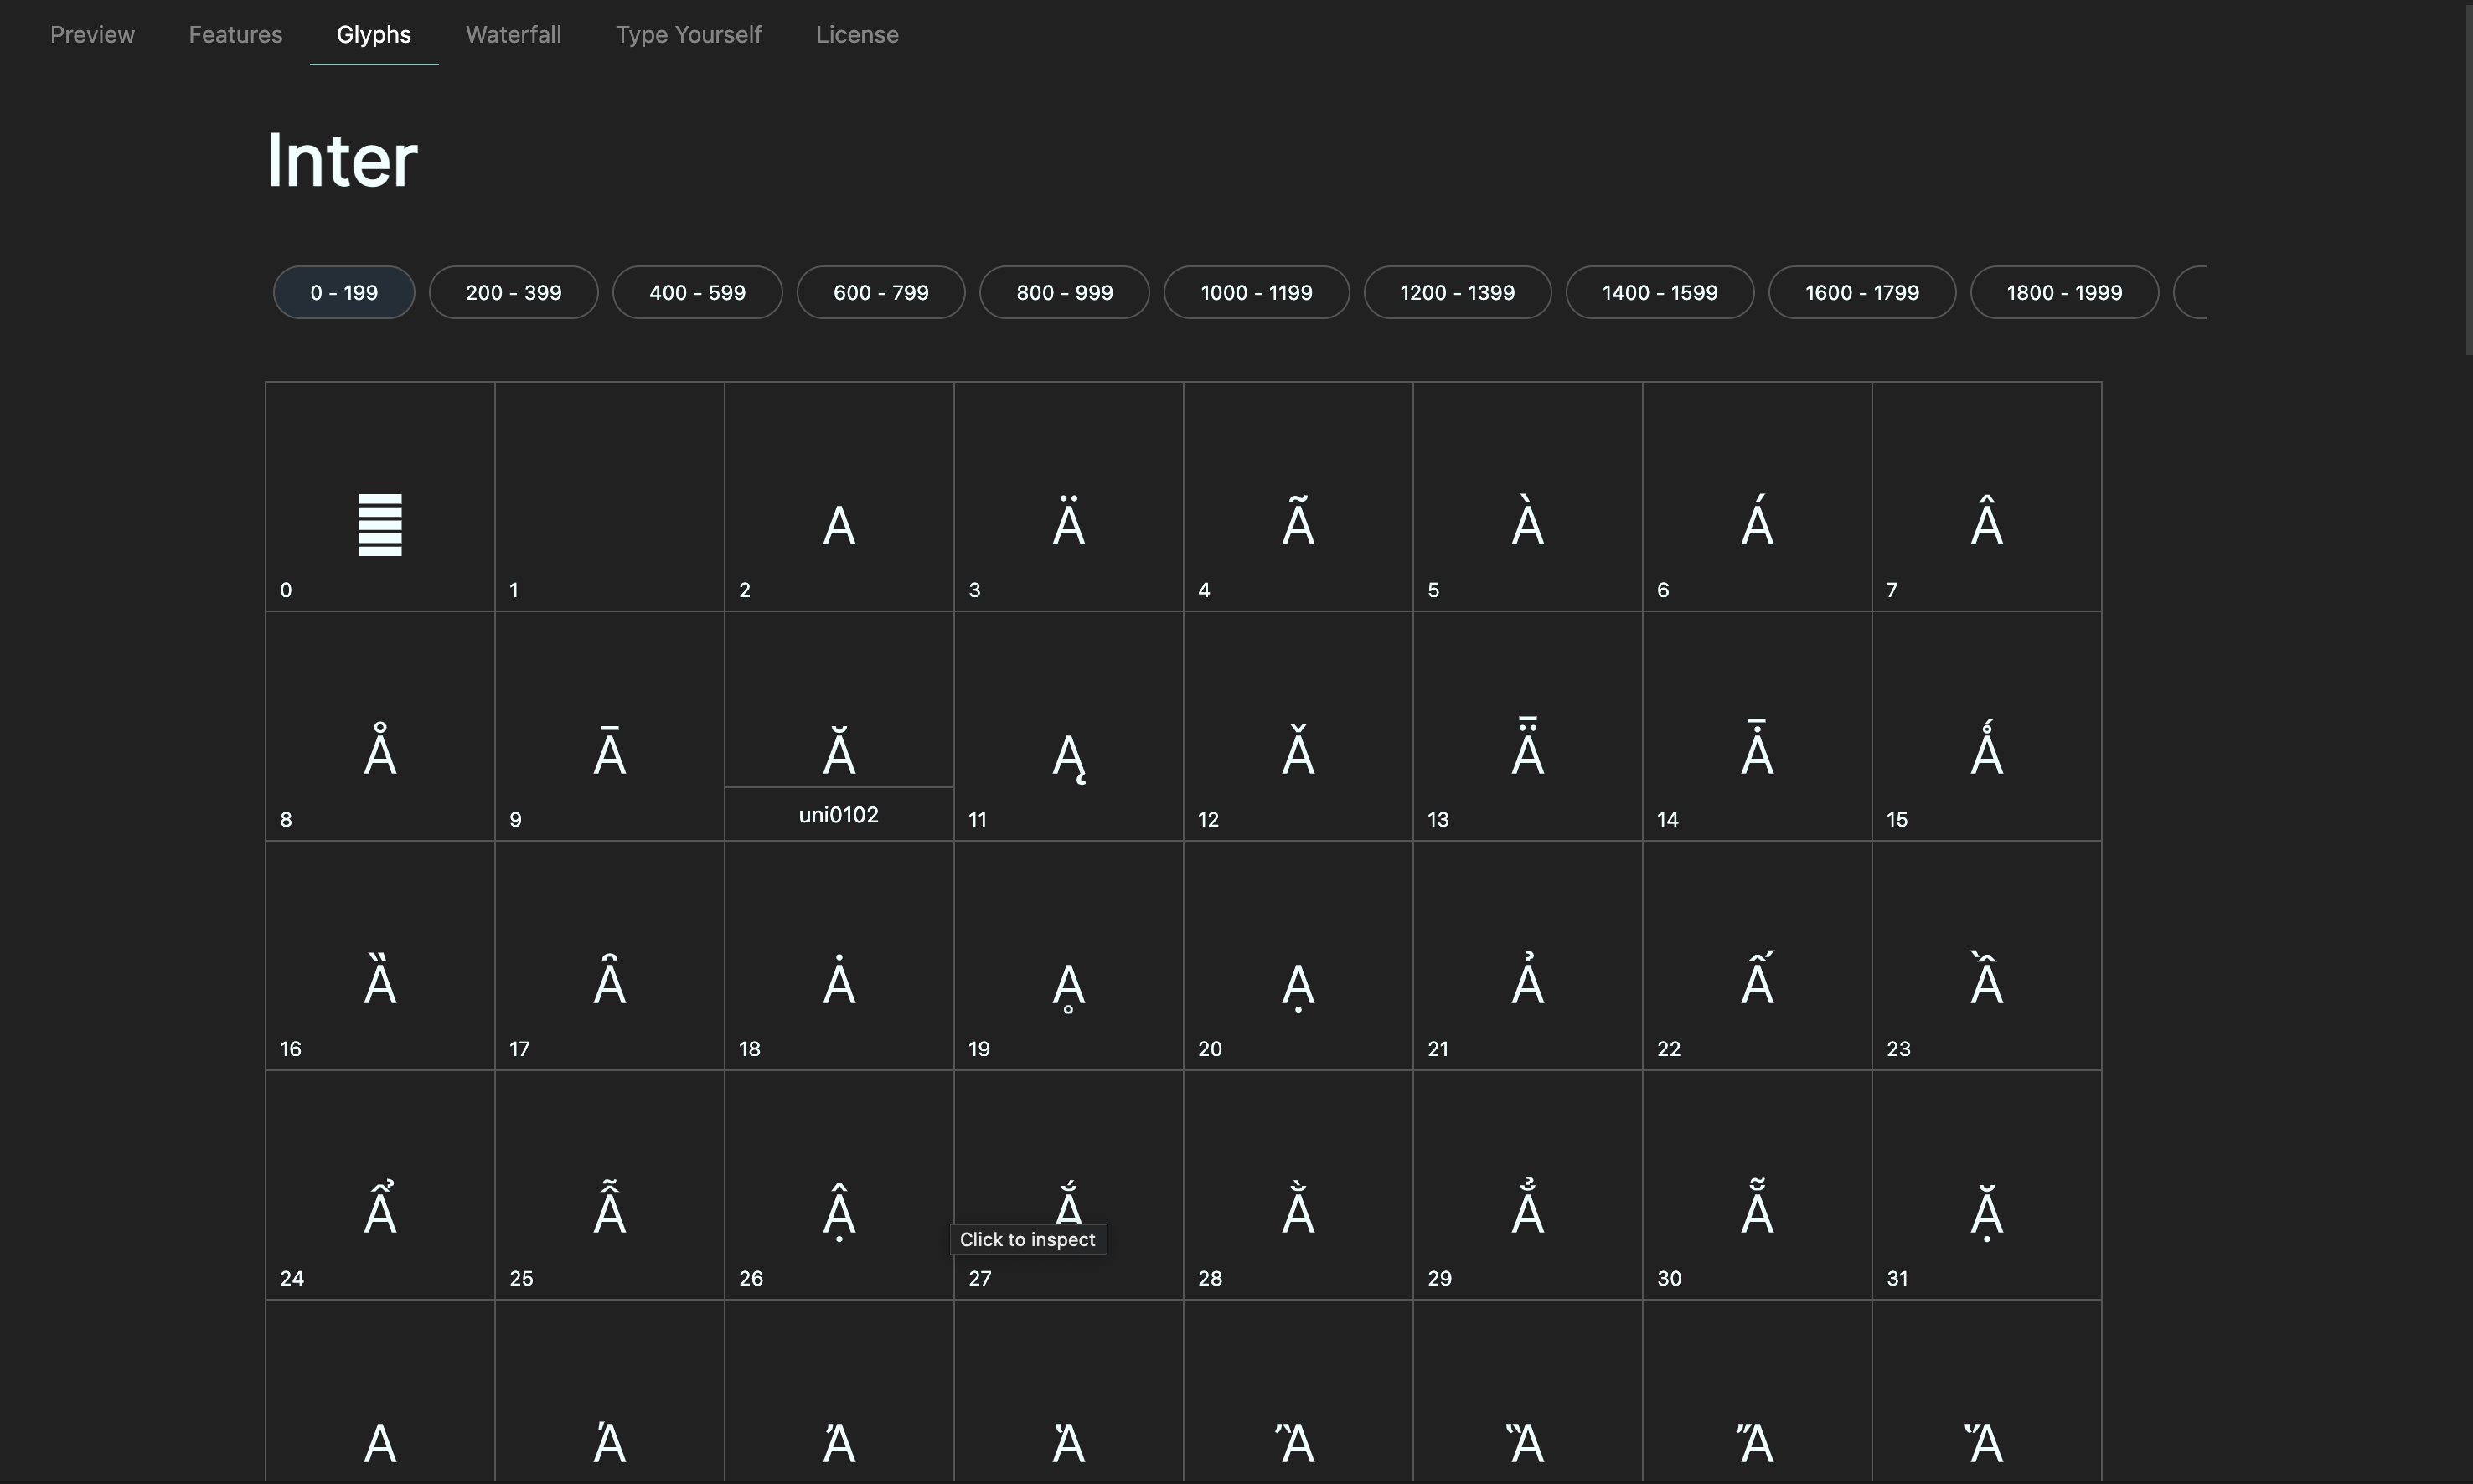 Preview Features Glyphs Waterfall Type Yourself License
Inter
0 - 199 200 - 399 400 - 599 600 - 799 800 - 999 1000 - 1199 1200 - 1399 1400 - 1599 1600 - 1799 1800 - 1999
A Ä Ã À Á Â
0 1 2 3 4 5 6 7
Å Ā Ă Ą Ǎ Ǟ Ǡ Ǻ
8 9 uni0102 11 12 13 14 15
Ȁ Ȃ Ȧ Ḁ Ạ Ả Ấ Ầ
16 17 18 19 20 21 22 23
Ẩ Ẫ Ậ Ắ Ằ Ẳ Ẵ Ặ
Click to inspect
24 25 26 27 28 29 30 31
Α Ά Ἀ Ἁ Ἂ Ἃ Ἄ Ἅ